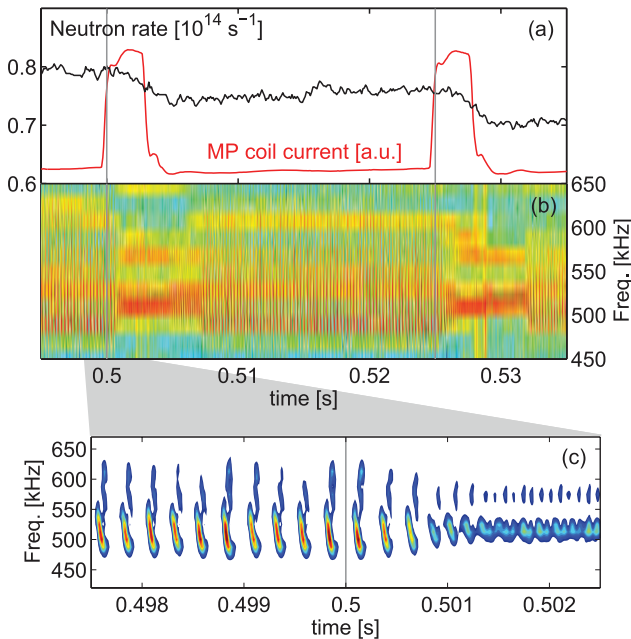 Neutron rate [10^14 s^-1]
(a)
0.8
0.7
MP coil current [a.u.]
0.6
650
(b)
600
550
500
450
Freq. [kHz]
0.5
0.51
0.52
0.53
time [s]
650
(c)
600
550
500
450
Freq. [kHz]
0.498
0.499
0.5
0.501
0.502
time [s]